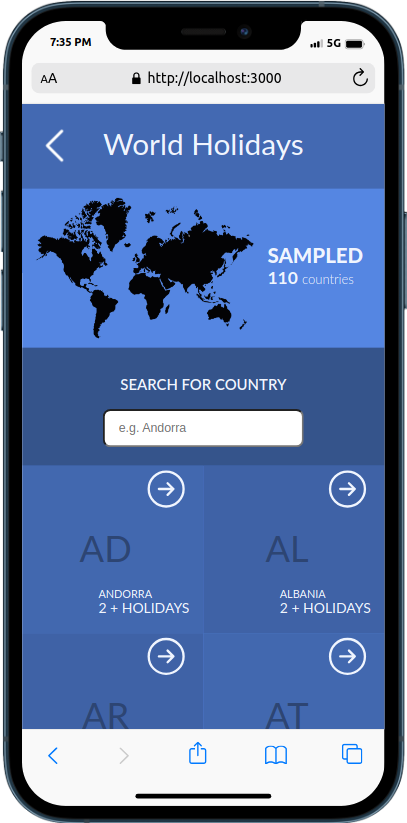 7:35 PM
5G
AA
http://localhost:3000
World Holidays
SAMPLED
110 countries
SEARCH FOR COUNTRY
e.g. Andorra
AD
ANDORRA
2 + HOLIDAYS
AL
ALBANIA
2 + HOLIDAYS
AR
AT